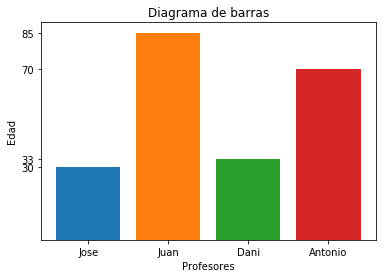 Diagrama de barras
85
70
33
30
Edad
Jose Juan Dani Antonio
Profesores